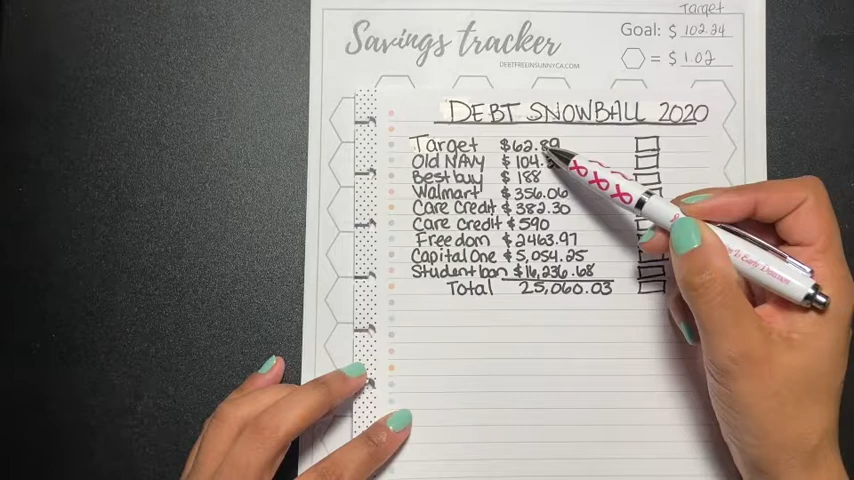 Target
Savings tracker
Goal: $ 102.24
DEBTFREEINSUNNYCA.COM
= $ 1.02
DEBT SNOWBALL 2020
Target $62.89
Old NAVY $104.
Best buy $188
Walmart $356.06
Care Credit $382.30
Care credit $590
Freedom $2463.97
Capital One $5,054.25
Student loan $16,236.68
Total 25,060.03